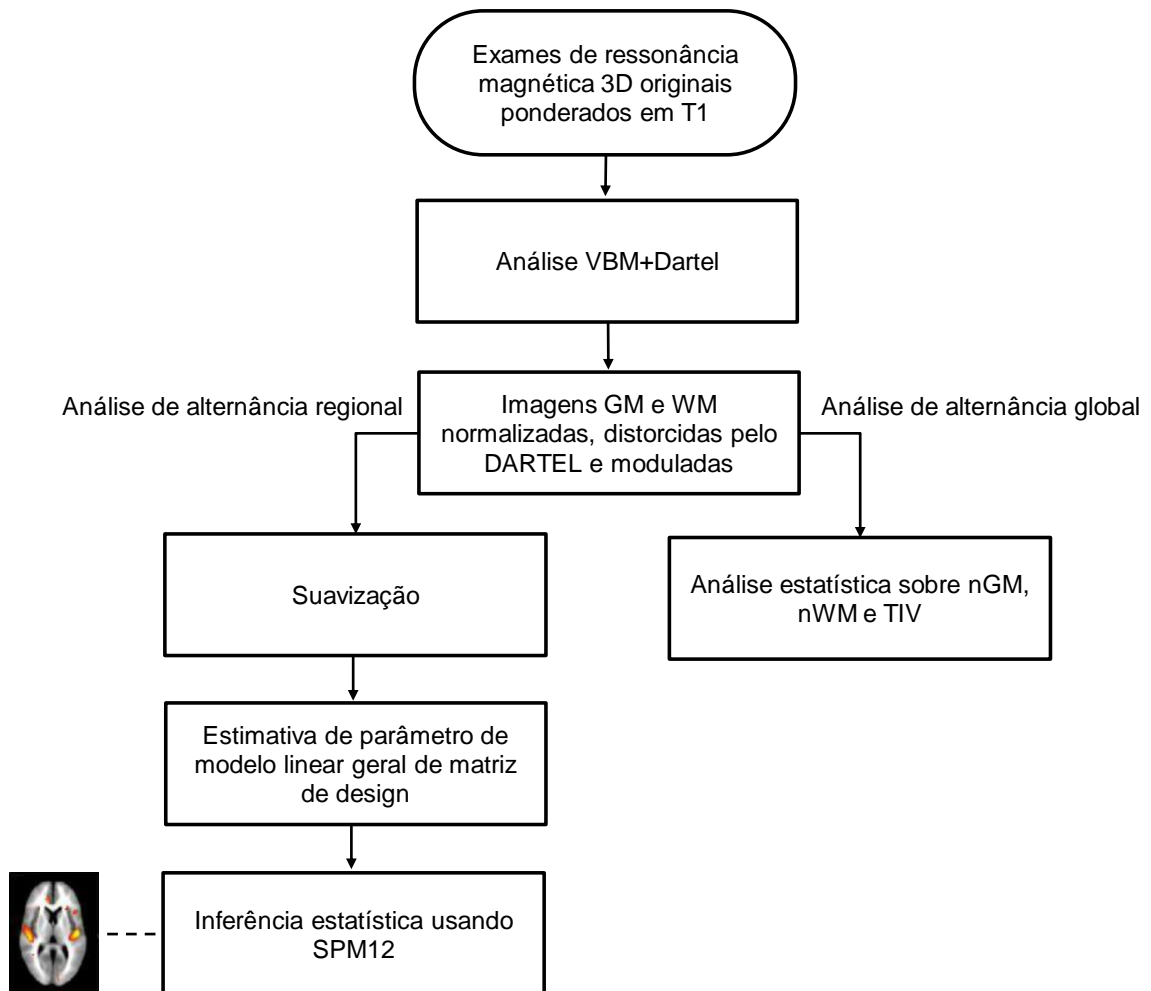 Exames de ressonância
magnética 3D originais
ponderados em T1
Análise VBM+Dartel
Análise de alternância regional
Imagens GM e WM
normalizadas, distorcidas pelo
DARTEL e moduladas
Análise de alternância global
Suavização
Análise estatística sobre nGM,
nWM e TIV
Estimativa de parâmetro de
modelo linear geral de matriz
de design
Inferência estatística usando
SPM12